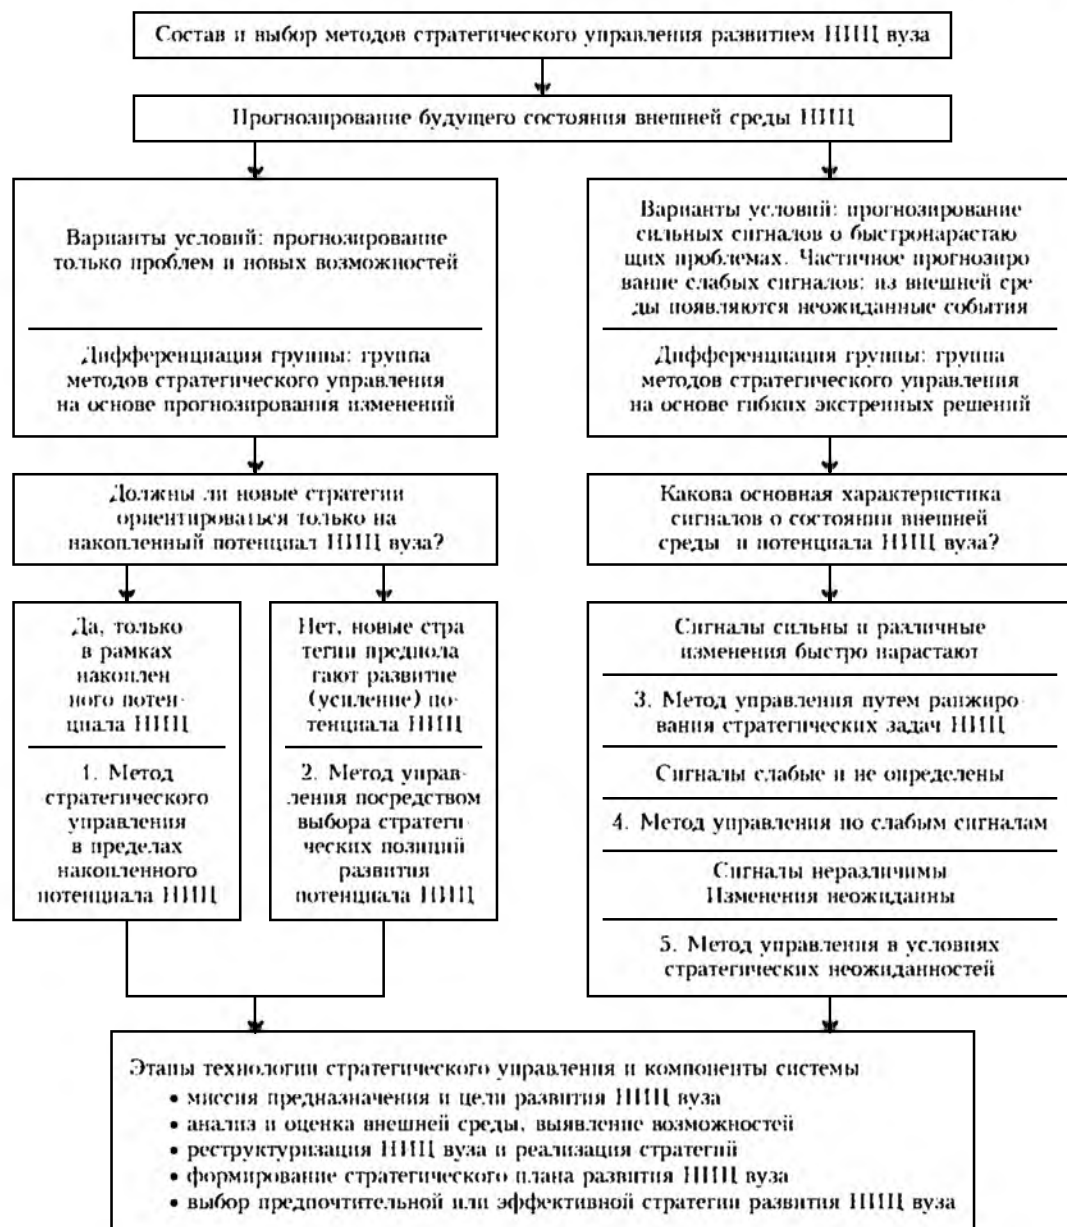 Состав и выбор методов стратегического управления развитием НИЦ вуза
Прогнозирование будущего состояния внешней среды НИЦ
Варианты условий: прогнозирование
только проблем и новых возможностей
Дифференциация группы: группа
методов стратегического управления
на основе прогнозирования изменений
Варианты условий: прогнозирование
сильных сигналов о быстронарастаю
щих проблемах. Частичное прогнозиро
вание слабых сигналов: из внешней сре
ды появляются неожиданные события
Дифференциация группы: группа
методов стратегического управления
на основе гибких экстренных решений
Должны ли новые стратегии
ориентироваться только на
накопленный потенциал НИЦ вуза?
Какова основная характеристика
сигналов о состоянии внешней
среды и потенциала НИЦ вуза?
Да, только
в рамках
накоплен
ного потен-
циала НИЦ
1. Метод
стратегического
управления
в пределах
накопленного
потенциала НИЦ
Нет, новые стра
тегии предпола
гают развитие
(усиление) по-
тенциала НИЦ
2. Метод управ-
ления посредством
выбора стратеги
ческих позиций
развития
потенциала НИЦ
Сигналы сильны и различные
изменения быстро нарастают
3. Метод управления путем ранжиро-
вания стратегических задач НИЦ
Сигналы слабые и не определены
4. Метод управления по слабым сигналам
Сигналы неразличимы
Изменения неожиданны
5. Метод управления в условиях
стратегических неожиданностей
Этапы технологии стратегического управления и компоненты системы
• миссия предназначения и цели развития НИЦ вуза
• анализ и оценка внешней среды, выявление возможностей
• реструктуризация НИЦ вуза и реализация стратегий
• формирование стратегического плана развития НИЦ вуза
• выбор предпочтительной или эффективной стратегии развития НИЦ вуза